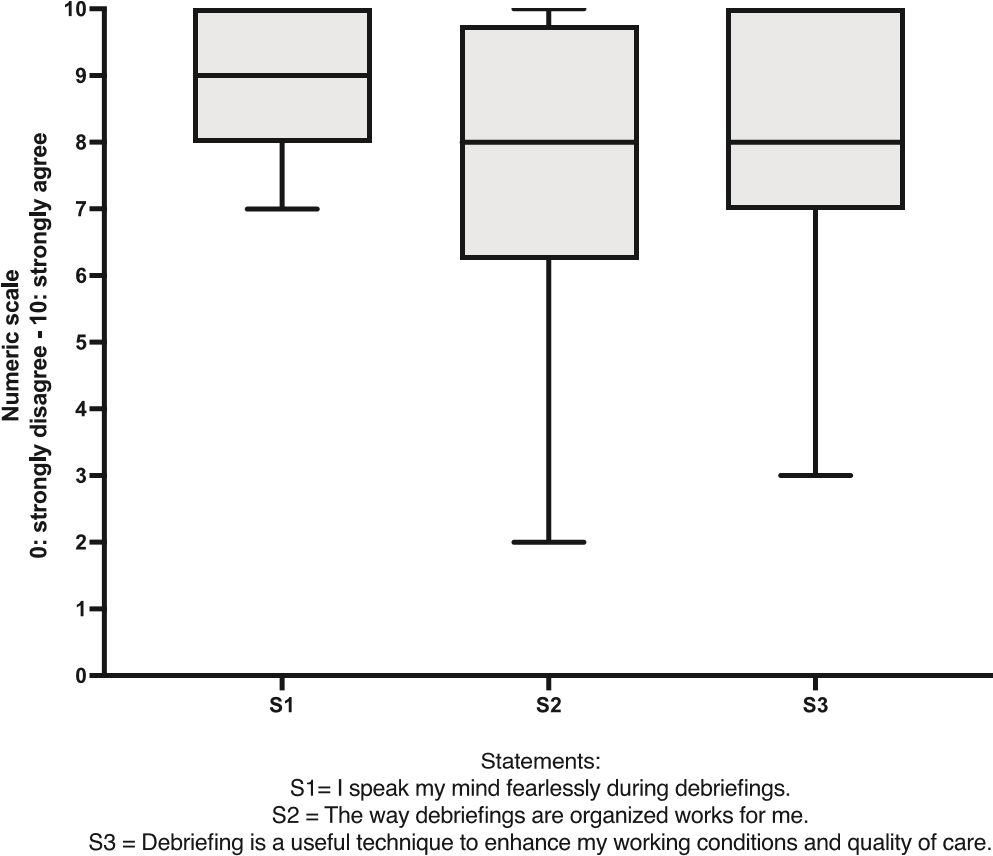 10
9
8
7
6
5
4
3
2
1
0
Numeric scale
0: strongly disagree - 10: strongly agree
S1 S2 S3
Statements:
S1= I speak my mind fearlessly during debriefings.
S2 = The way debriefings are organized works for me.
S3 = Debriefing is a useful technique to enhance my working conditions and quality of care.